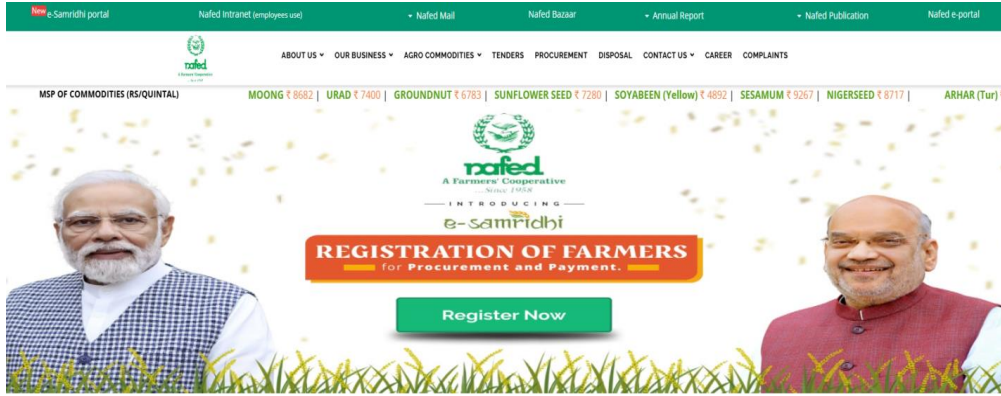 New e-Samridhi portal Nafed Intranet (employees use) Nafed Mail Nafed Bazaar Annual Report Nafed Publication Nafed e-portal
nafed
A Farmers' Cooperative
ABOUT US OUR BUSINESS AGRO COMMODITIES TENDERS PROCUREMENT DISPOSAL CONTACT US CAREER COMPLAINTS
MSP OF COMMODITIES (RS/QUINTAL) MOONG ₹ 8682 | URAD ₹ 7400 | GROUNDNUT ₹ 6783 | SUNFLOWER SEED ₹ 7280 | SOYABEEN (Yellow) ₹ 4892 | SESAMUM ₹ 9267 | NIGERSEED ₹ 8717 | ARHAR (Tur)
nafed
A Farmers' Cooperative
...Since 1958
INTRODUCING
e-samridhi
REGISTRATION OF FARMERS
for Procurement and Payment.
Register Now